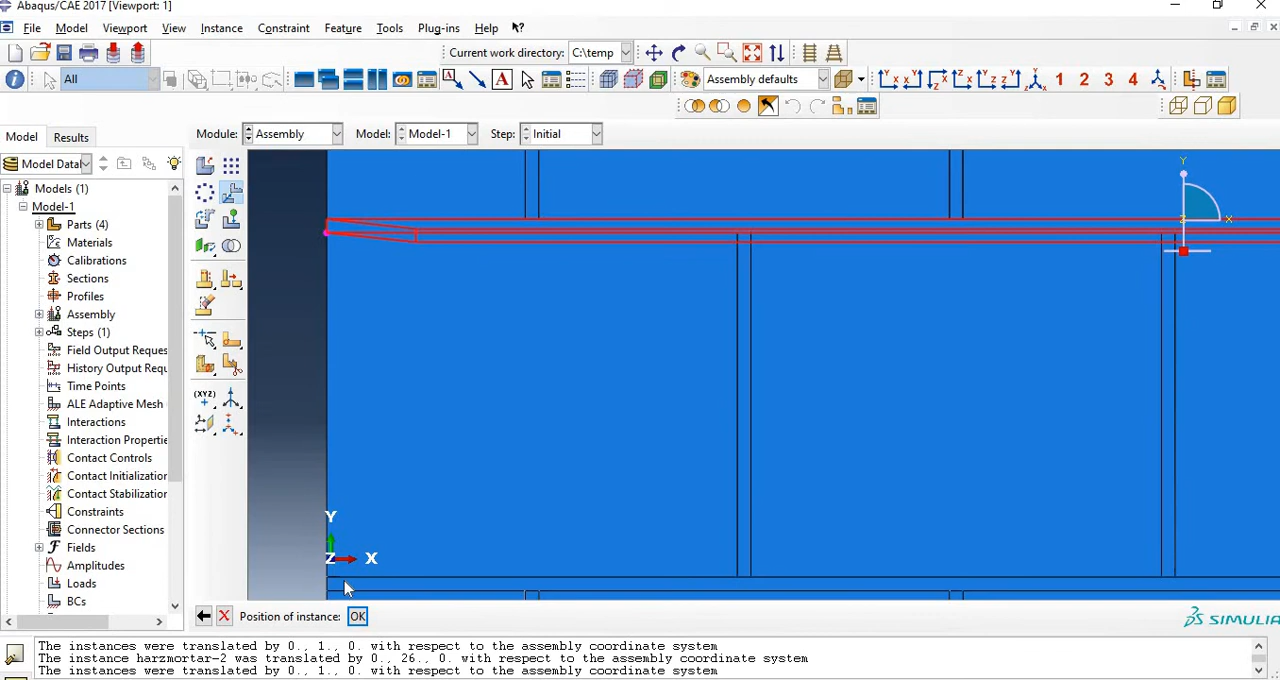 Abaqus/CAE 2017 [Viewport: 1]
File Model Viewport View Instance Constraint Feature Tools Plug-ins Help
Current work directory: C:\temp
All
Assembly defaults
1 2 3 4
Model Results
Module: Assembly Model: Model-1 Step: Initial
Model Datal
Models (1)
Model-1
Parts (4)
Materials
Calibrations
Sections
Profiles
Assembly
Steps (1)
Field Output Reques
History Output Requ
Time Points
ALE Adaptive Mesh
Interactions
Interaction Propertie
Contact Controls
Contact Initialization
Contact Stabilization
Constraints
Connector Sections
Fields
Amplitudes
Loads
BCs
(XYZ)
Y
Z X
Y
Z X
Position of instance: OK
SIMULIA
The instances were translated by 0., 1., 0. with respect to the assembly coordinate system
The instance harzmortar-2 was translated by 0., 26., 0. with respect to the assembly coordinate system
The instances were translated by 0., 1., 0. with respect to the assembly coordinate system